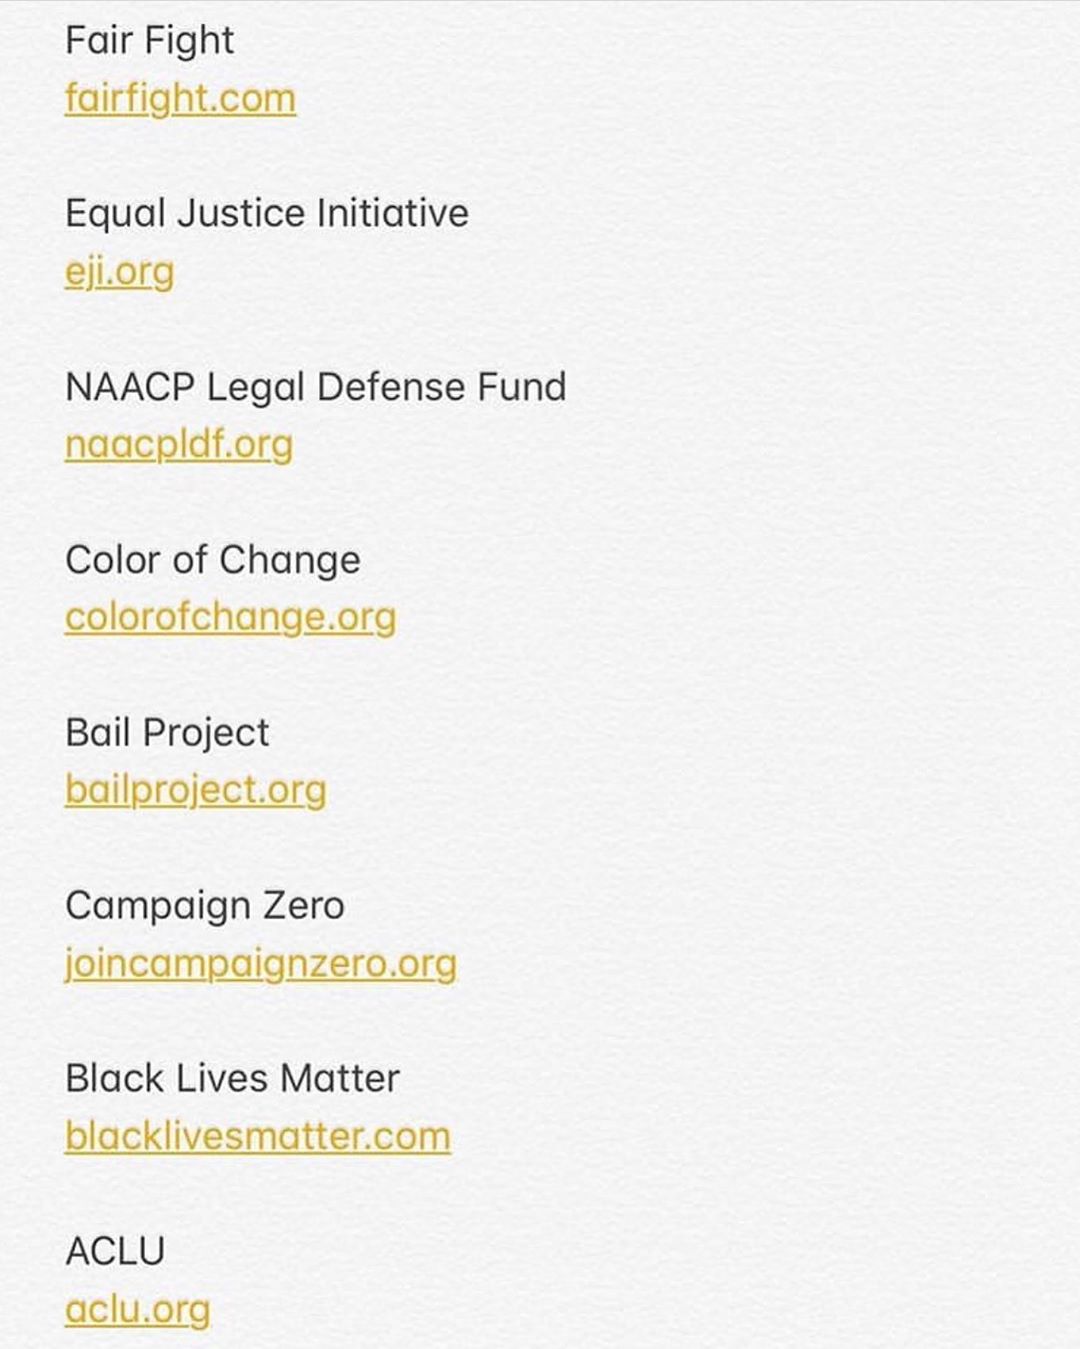 Fair Fight
fairfight.com
Equal Justice Initiative
eji.org
NAACP Legal Defense Fund
naacpldf.org
Color of Change
colorofchange.org
Bail Project
bailproject.org
Campaign Zero
joincampaignzero.org
Black Lives Matter
blacklivesmatter.com
ACLU
aclu.org